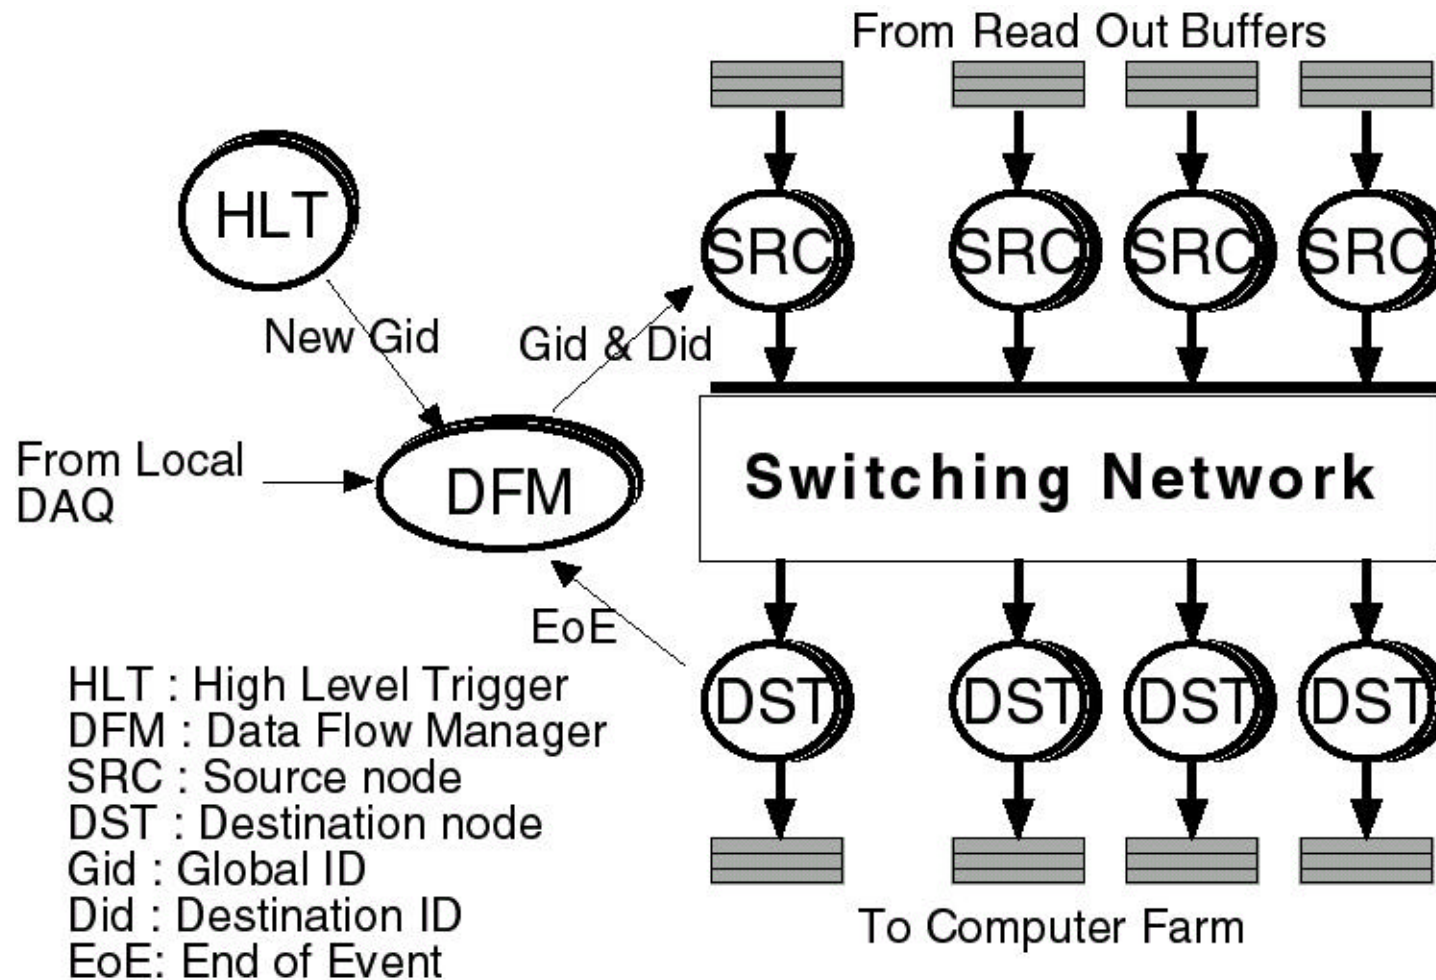 From Read Out Buffers
HLT
SRC SRC SRC SRC
New Gid
Gid & Did
From Local
DAQ
DFM
Switching Network
EoE
DST DST DST DST
HLT : High Level Trigger
DFM : Data Flow Manager
SRC : Source node
DST : Destination node
Gid : Global ID
Did : Destination ID
EoE: End of Event
To Computer Farm